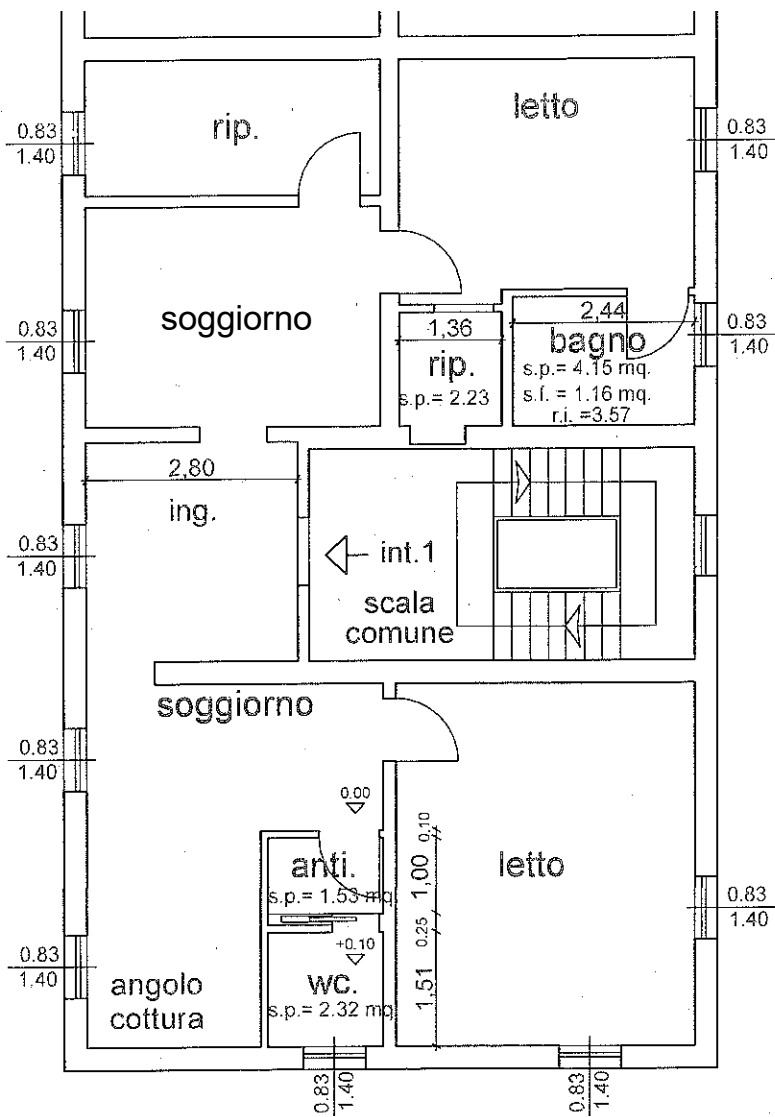 rip.
letto
0.83
1.40
0.83
1.40
soggiorno
0.83
1.40
1,36
rip.
s.p.= 2.23
2,44
bagno
s.p.= 4.15 mq.
s.f. = 1.16 mq.
r.i. =3.57
0.83
1.40
2,80
ing.
0.83
1.40
int.1
scala
comune
soggiorno
0.83
1.40
0.00
anti.
s.p.= 1.53 mq.
0,10
1,00
0.25
1,51
letto
0.83
1.40
+0.10
wc.
s.p.= 2.32 mq
0.83
1.40
angolo
cottura
0.83
1.40
0.83
1.40